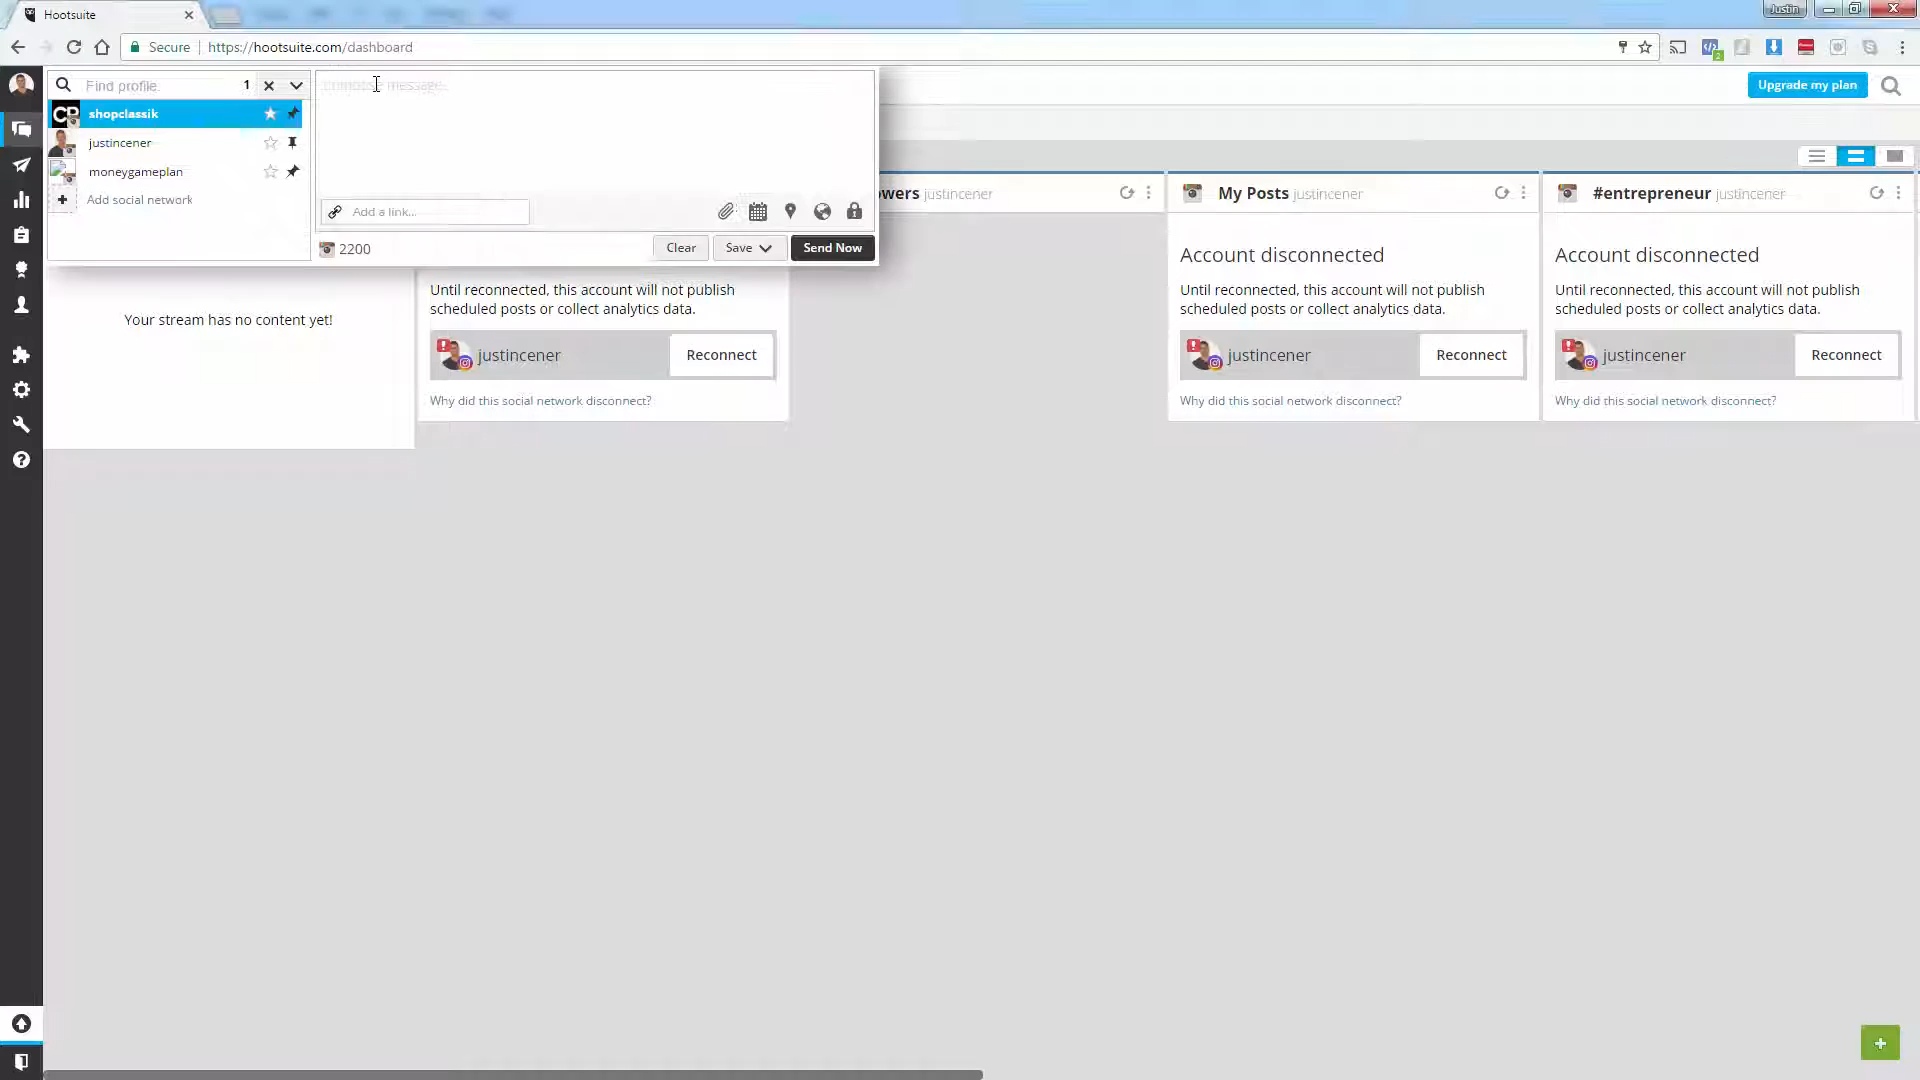 Hootsuite
Justin
Secure
https://hootsuite.com/dashboard
2
Find profile.
1
message...
Upgrade my plan
CP
shopclassik
justincener
moneygameplan
Add social network
Add a link...
2200
Clear
Save
Send Now
wers justincener
My Posts justincener
#entrepreneur justincener
Your stream has no content yet!
Until reconnected, this account will not publish
scheduled posts or collect analytics data.
justincener
Reconnect
Why did this social network disconnect?
Account disconnected
Until reconnected, this account will not publish
scheduled posts or collect analytics data.
justincener
Reconnect
Why did this social network disconnect?
Account disconnected
Until reconnected, this account will not publish
scheduled posts or collect analytics data.
justincener
Reconnect
Why did this social network disconnect?